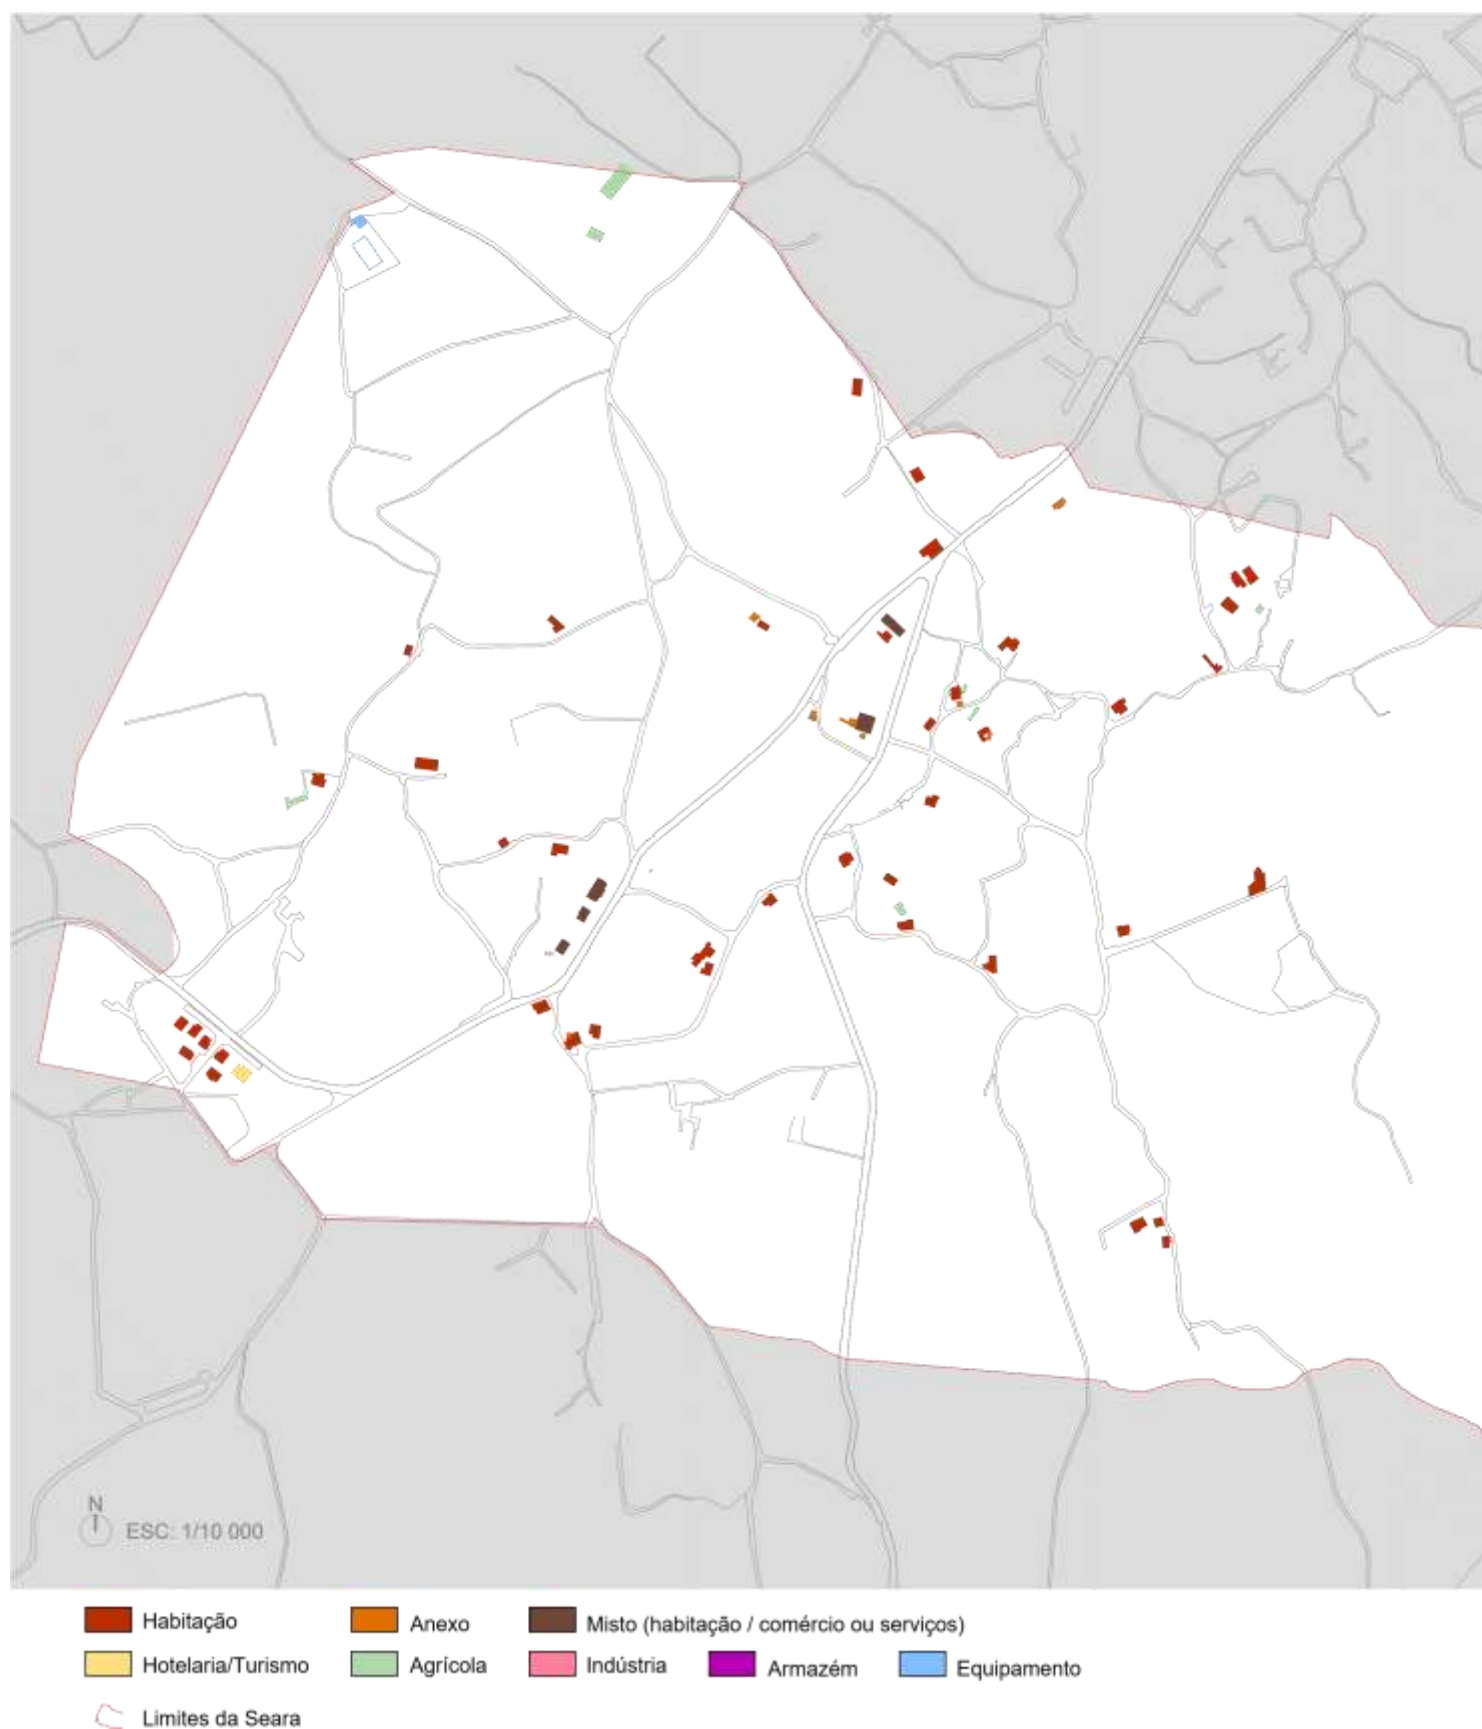 N
ESC: 1/10 000
Habitação
Anexo
Misto (habitação / comércio ou serviços)
Hotelaria/Turismo
Agrícola
Indústria
Armazém
Equipamento
Limites da Seara